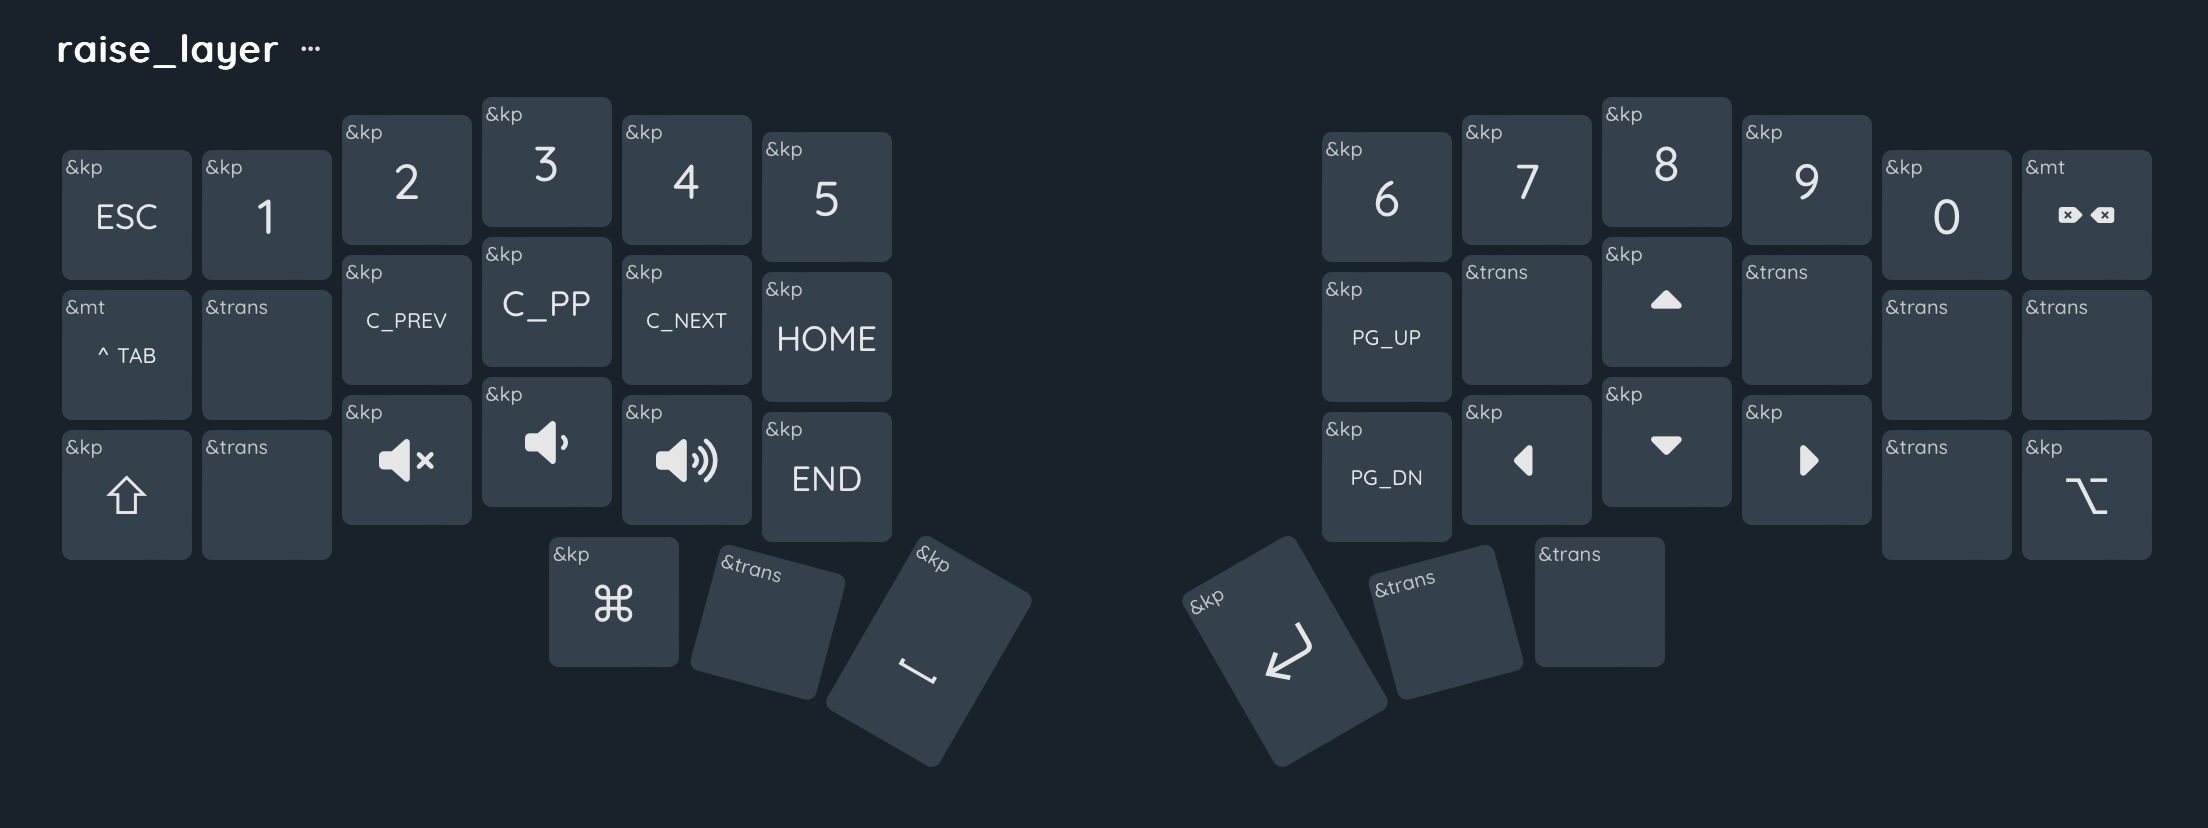 raise_layer ...
&kp ESC &kp 1 &kp 2 &kp 3 &kp 4 &kp 5 &kp 6 &kp 7 &kp 8 &kp 9 &kp 0 &mt
&mt ^ TAB &trans &kp C_PREV &kp C_PP &kp C_NEXT &kp HOME &kp PG_UP &trans &kp &trans &trans &trans
&kp ⇧ &trans &kp &kp &kp &kp END &kp PG_DN &kp &kp &kp &trans &kp ⌥
&kp ⌘ &trans &kp &kp &trans &trans